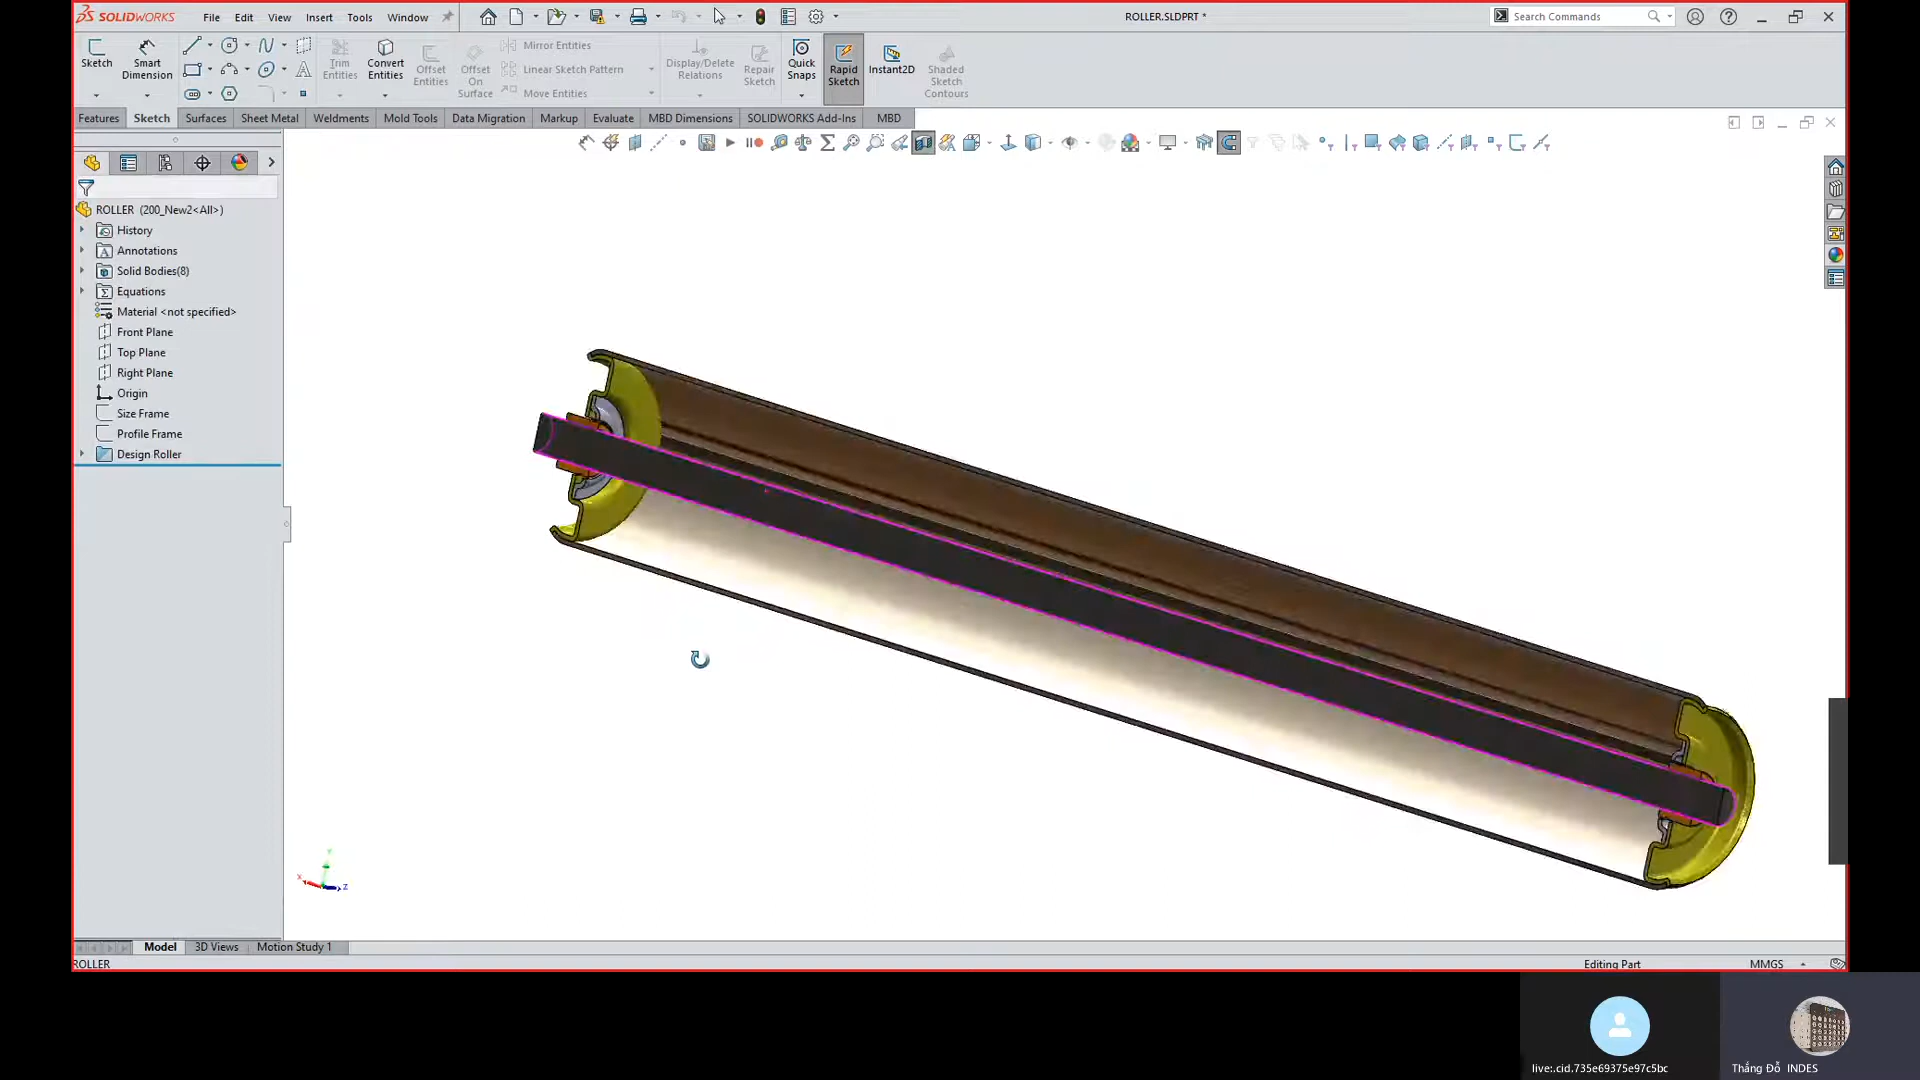 SOLIDWORKS File Edit View Insert Tools Window ROLLER.SLDPRT * Search Commands
Sketch
Smart Dimension
Trim Entities
Convert Entities
Offset Entities
Offset On Surface
Mirror Entities
Linear Sketch Pattern
Move Entities
Display/Delete Relations
Repair Sketch
Quick Snaps
Rapid Sketch
Instant2D
Shaded Sketch Contours
Features Sketch Surfaces Sheet Metal Weldments Mold Tools Data Migration Markup Evaluate MBD Dimensions SOLIDWORKS Add-Ins MBD
ROLLER (200_New2<All>)
History
Annotations
Solid Bodies(8)
Equations
Material <not specified>
Front Plane
Top Plane
Right Plane
Origin
Size Frame
Profile Frame
Design Roller
Y
X
Z
Model 3D Views Motion Study 1
ROLLER Editing Part MMGS
live:.cid.735e69375e97c5bc
Thắng Đỗ INDES